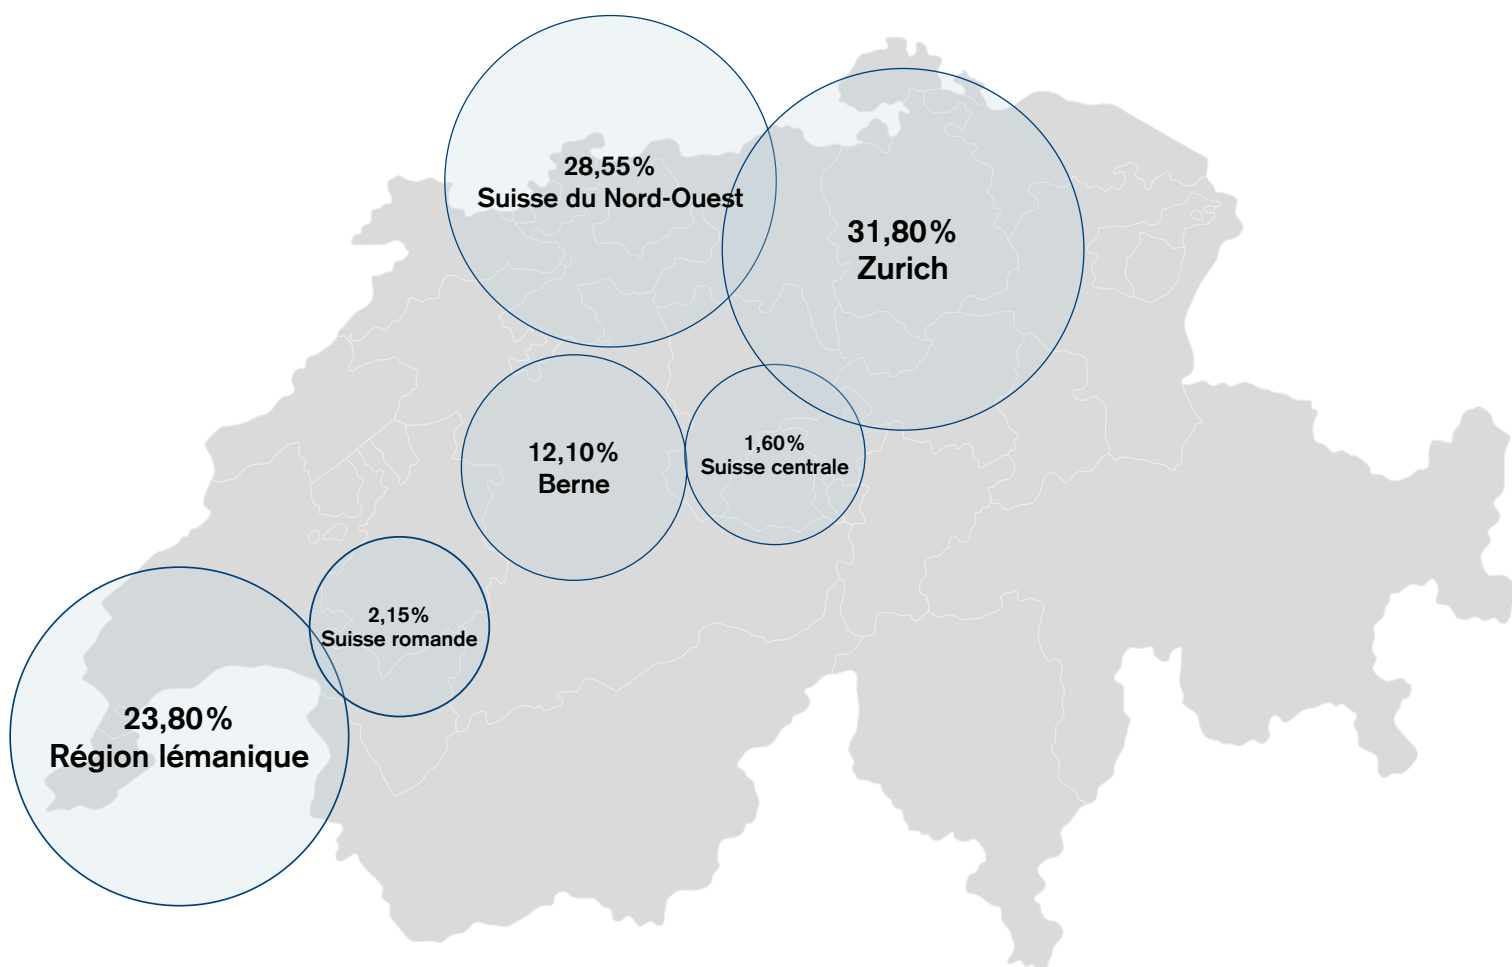 28,55%
Suisse du Nord-Ouest
31,80%
Zurich
12,10%
Berne
1,60%
Suisse centrale
2,15%
Suisse romande
23,80%
Région lémanique